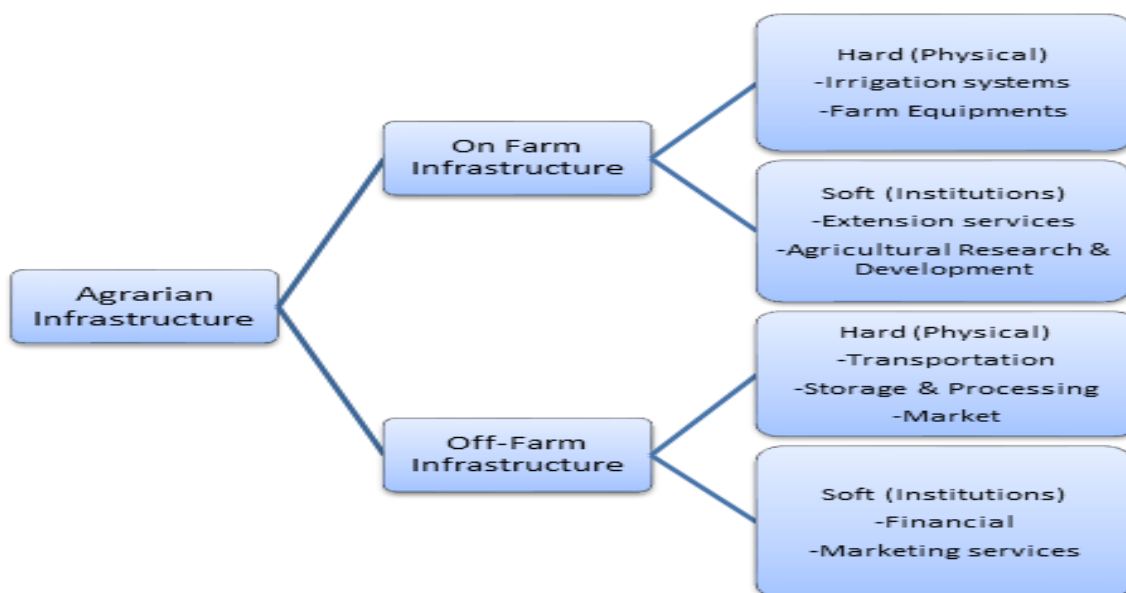 Agrarian
Infrastructure
On Farm
Infrastructure
Hard (Physical)
-Irrigation systems
-Farm Equipments
Soft (Institutions)
-Extension services
-Agricultural Research &
Development
Off-Farm
Infrastructure
Hard (Physical)
-Transportation
-Storage & Processing
-Market
Soft (Institutions)
-Financial
-Marketing services